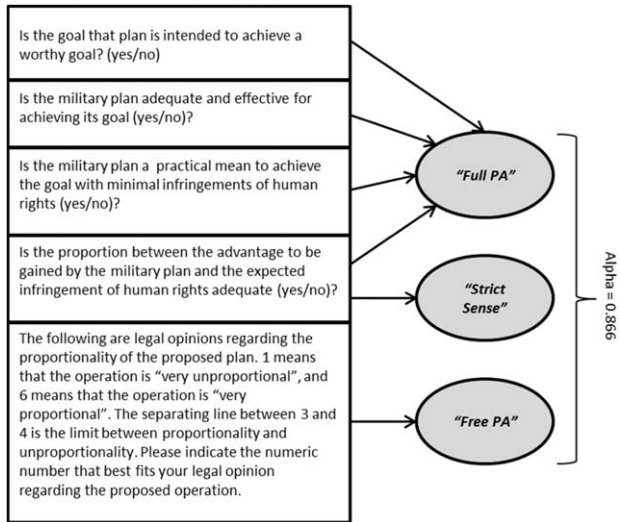 Is the goal that plan is intended to achieve a
worthy goal? (yes/no)
Is the military plan adequate and effective for
achieving its goal (yes/no)?
Is the military plan a  practical mean to achieve
the goal with minimal infringements of human
rights (yes/no)?
Is the proportion between the advantage to be
gained by the military plan and the expected
infringement of human rights adequate (yes/no)?
The following are legal opinions regarding the
proportionality of the proposed plan. 1 means
that the operation is “very unproportional”, and
6 means that the operation is “very
proportional”. The separating line between 3 and
4 is the limit between proportionality and
unproportionality. Please indicate the numeric
number that best fits your legal opinion
regarding the proposed operation.
“Full PA”
“Strict
Sense”
“Free PA”
Alpha = 0.866